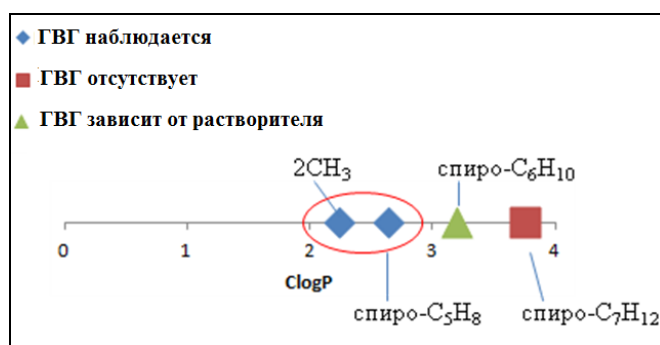 ГВГ наблюдается
ГВГ отсутствует
ГВГ зависит от растворителя
2CH₃
спиро-C₆H₁₀
0 1 2 3 4
ClogP
спиро-C₅H₈
спиро-C₇H₁₂